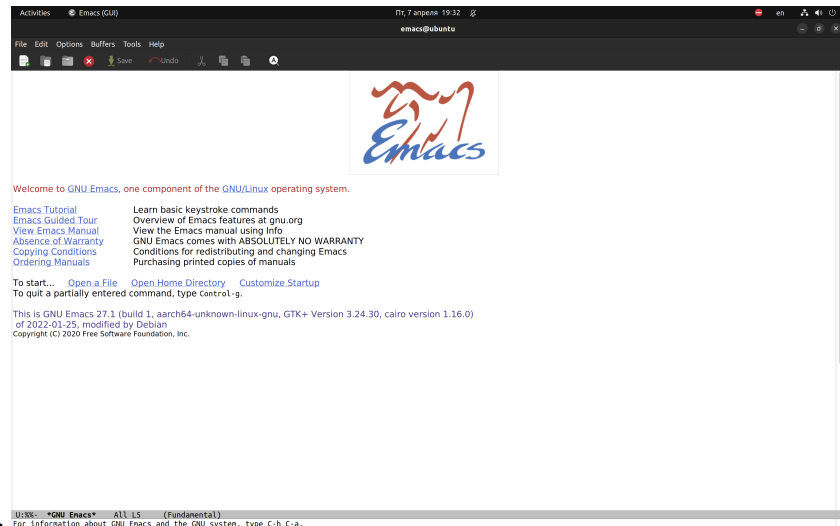 Activities Emacs (GUI) Пт, 7 апреля 19:32 en
emacs@ubuntu
File Edit Options Buffers Tools Help
Save Undo
Emacs
Welcome to GNU Emacs, one component of the GNU/Linux operating system.
Emacs Tutorial Learn basic keystroke commands
Emacs Guided Tour Overview of Emacs features at gnu.org
View Emacs Manual View the Emacs manual using Info
Absence of Warranty GNU Emacs comes with ABSOLUTELY NO WARRANTY
Copying Conditions Conditions for redistributing and changing Emacs
Ordering Manuals Purchasing printed copies of manuals
To start... Open a File Open Home Directory Customize Startup
To quit a partially entered command, type Control-g.
This is GNU Emacs 27.1 (build 1, aarch64-unknown-linux-gnu, GTK+ Version 3.24.30, cairo version 1.16.0)
of 2022-01-25, modified by Debian
Copyright (C) 2020 Free Software Foundation, Inc.
U:%%- *GNU Emacs* All L5 (Fundamental)
For information about GNU Emacs and the GNU system, type C-h C-a.